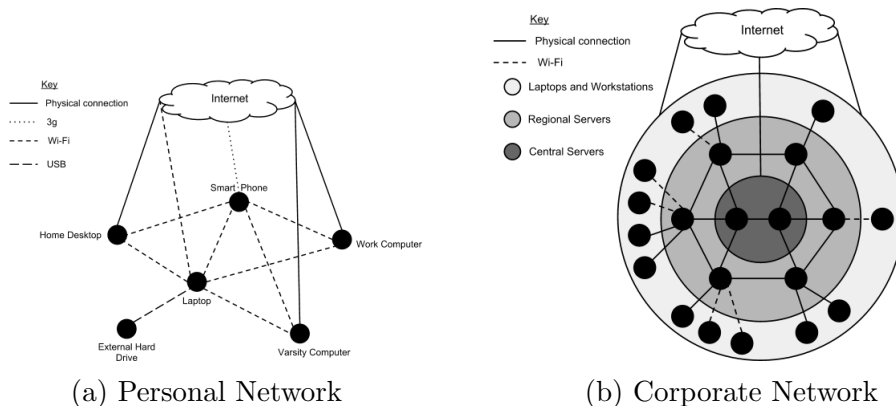 Key
Physical connection
3g
Wi-Fi
USB
Internet
Smart Phone
Home Desktop
Work Computer
Laptop
External Hard
Drive
Varsity Computer
(a) Personal Network
Key
Physical connection
Wi-Fi
Laptops and Workstations
Regional Servers
Central Servers
Internet
(b) Corporate Network